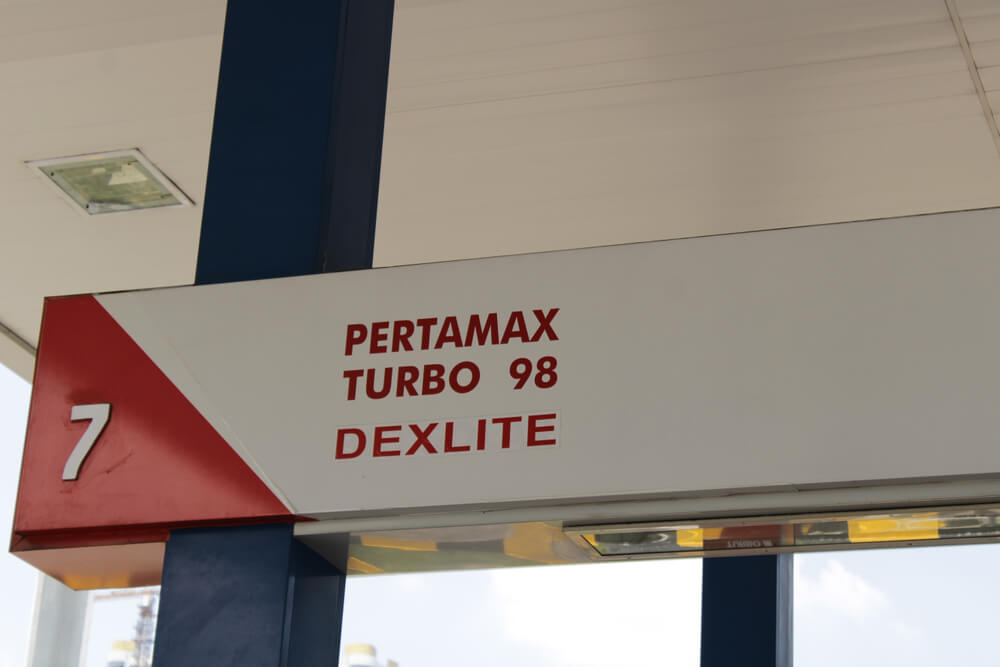 7
PERTAMAX
TURBO 98
DEXLITE